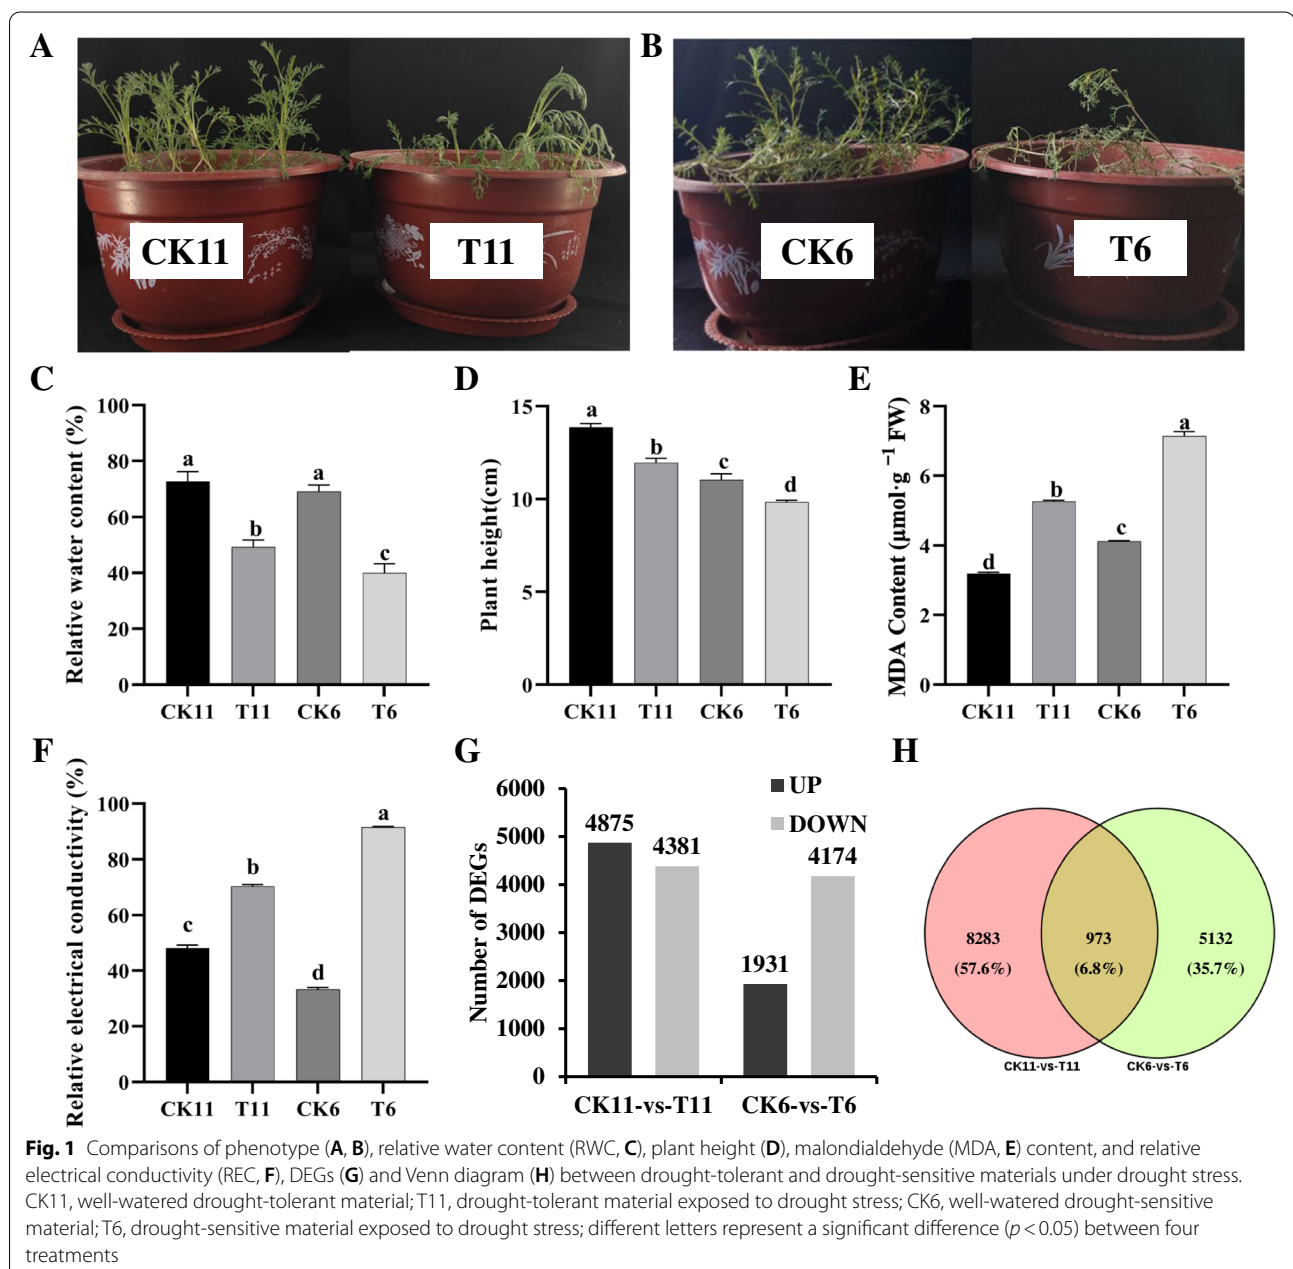 A
B
CK11
T11
CK6
T6
C
D
E
Relative water content (%)
100
80
60
40
20
0
a
b
a
c
CK11 T11 CK6 T6
Plant height(cm)
15
10
5
0
a
b
c
d
CK11 T11 CK6 T6
MDA Content (μmol·g⁻¹ FW)
8
6
4
2
0
d
b
c
a
CK11 T11 CK6 T6
F
G
H
Relative electrical conductivity (%)
100
80
60
40
20
0
c
b
d
a
CK11 T11 CK6 T6
Number of DEGs
6000
5000
4000
3000
2000
1000
0
UP
DOWN
4875
4381
1931
4174
CK11-vs-T11 CK6-vs-T6
8283 973 5132
(57.6%) (6.8%) (35.7%)
CK11-vs-T11 CK6-vs-T6
Fig. 1 Comparisons of phenotype (A, B), relative water content (RWC, C), plant height (D), malondialdehyde (MDA, E) content, and relative
electrical conductivity (REC, F), DEGs (G) and Venn diagram (H) between drought-tolerant and drought-sensitive materials under drought stress.
CK11, well-watered drought-tolerant material; T11, drought-tolerant material exposed to drought stress; CK6, well-watered drought-sensitive
material; T6, drought-sensitive material exposed to drought stress; different letters represent a significant difference (p < 0.05) between four
treatments